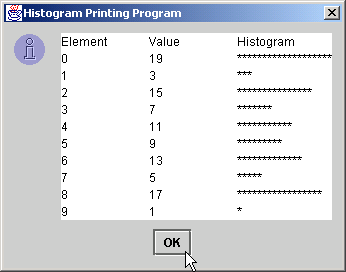 Histogram Printing Program
Element Value Histogram
0 19 *******************
1 3 ***
2 15 ***************
3 7 *******
4 11 ***********
5 9 *********
6 13 *************
7 5 *****
8 17 *****************
9 1 *
OK